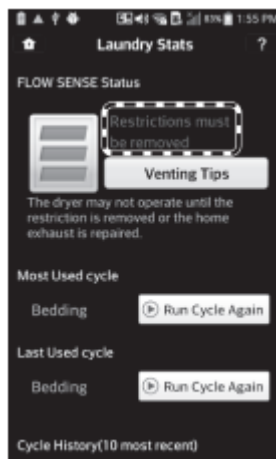 83% 1:55 PM
Laundry Stats ?
FLOW SENSE Status
Restrictions must
be removed
Venting Tips
The dryer may not operate until the
restriction is removed or the home
exhaust is repaired.
Most Used cycle
Bedding Run Cycle Again
Last Used cycle
Bedding Run Cycle Again
Cycle History(10 most recent)